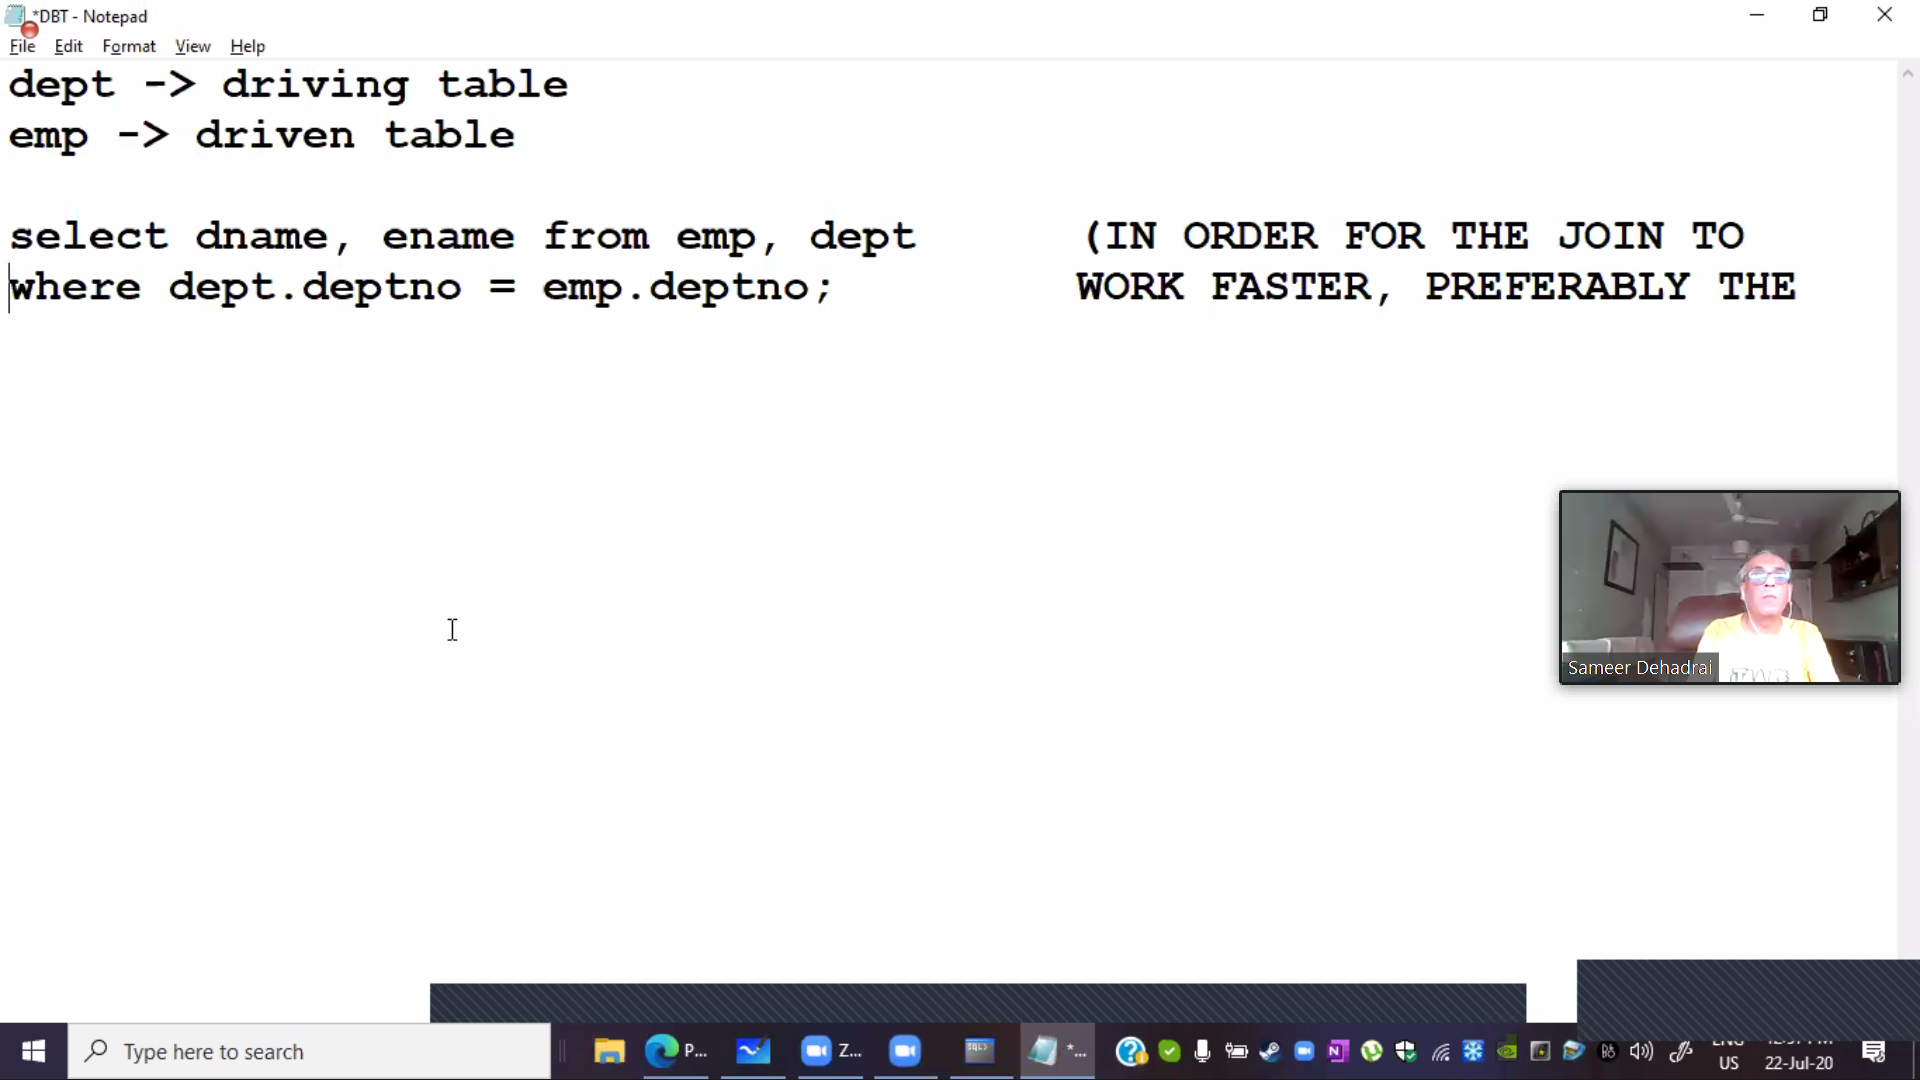 *DBT - Notepad
File Edit Format View Help
dept -> driving table
emp -> driven table
select dname, ename from emp, dept (IN ORDER FOR THE JOIN TO
where dept.deptno = emp.deptno; WORK FASTER, PREFERABLY THE
Sameer Dehadrai
Type here to search
P...
Z...
*...
US 22-Jul-20